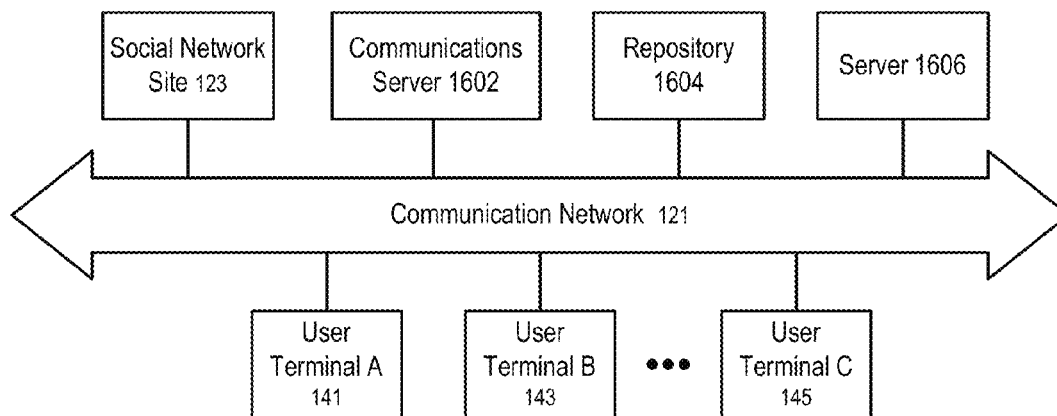 Social Network
Site 123
Communications
Server 1602
Repository
1604
Server 1606
Communication Network 121
User
Terminal A
141
User
Terminal B
143
User
Terminal C
145